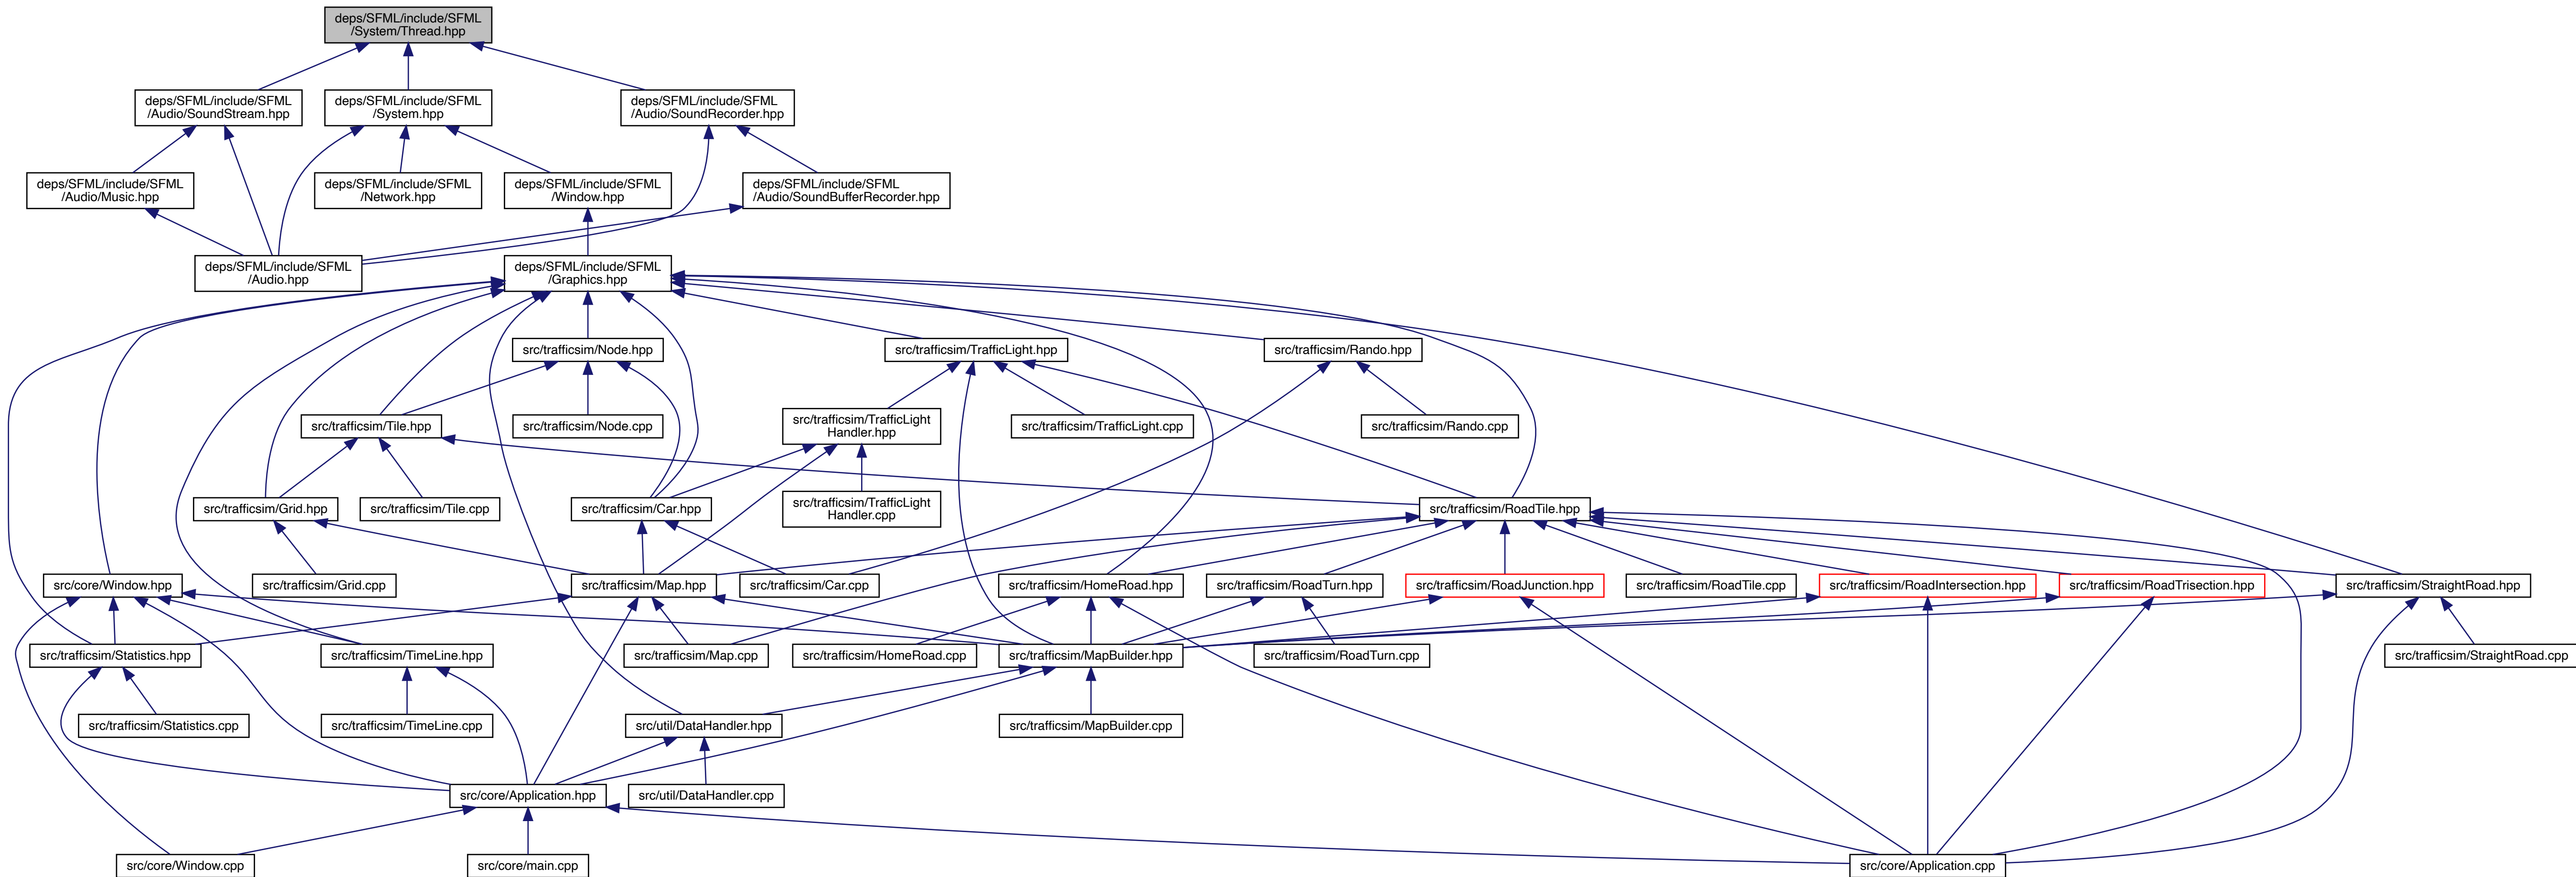 deps/SFML/include/SFML
/System/Thread.hpp
deps/SFML/include/SFML
/Audio/SoundStream.hpp
deps/SFML/include/SFML
/System.hpp
deps/SFML/include/SFML
/Audio/SoundRecorder.hpp
deps/SFML/include/SFML
/Audio/Music.hpp
deps/SFML/include/SFML
/Network.hpp
deps/SFML/include/SFML
/Window.hpp
deps/SFML/include/SFML
/Audio/SoundBufferRecorder.hpp
deps/SFML/include/SFML
/Audio.hpp
deps/SFML/include/SFML
/Graphics.hpp
src/trafficsim/Node.hpp
src/trafficsim/TrafficLight.hpp
src/trafficsim/Rando.hpp
src/trafficsim/Tile.hpp
src/trafficsim/Node.cpp
src/trafficsim/TrafficLight
Handler.hpp
src/trafficsim/TrafficLight.cpp
src/trafficsim/Rando.cpp
src/trafficsim/Grid.hpp
src/trafficsim/Tile.cpp
src/trafficsim/Car.hpp
src/trafficsim/TrafficLight
Handler.cpp
src/trafficsim/RoadTile.hpp
src/core/Window.hpp
src/trafficsim/Grid.cpp
src/trafficsim/Map.hpp
src/trafficsim/Car.cpp
src/trafficsim/HomeRoad.hpp
src/trafficsim/RoadTurn.hpp
src/trafficsim/RoadJunction.hpp
src/trafficsim/RoadTile.cpp
src/trafficsim/RoadIntersection.hpp
src/trafficsim/RoadTrisection.hpp
src/trafficsim/StraightRoad.hpp
src/trafficsim/Statistics.hpp
src/trafficsim/TimeLine.hpp
src/trafficsim/Map.cpp
src/trafficsim/HomeRoad.cpp
src/trafficsim/MapBuilder.hpp
src/trafficsim/RoadTurn.cpp
src/trafficsim/StraightRoad.cpp
src/trafficsim/Statistics.cpp
src/trafficsim/TimeLine.cpp
src/util/DataHandler.hpp
src/trafficsim/MapBuilder.cpp
src/core/Application.hpp
src/util/DataHandler.cpp
src/core/Window.cpp
src/core/main.cpp
src/core/Application.cpp